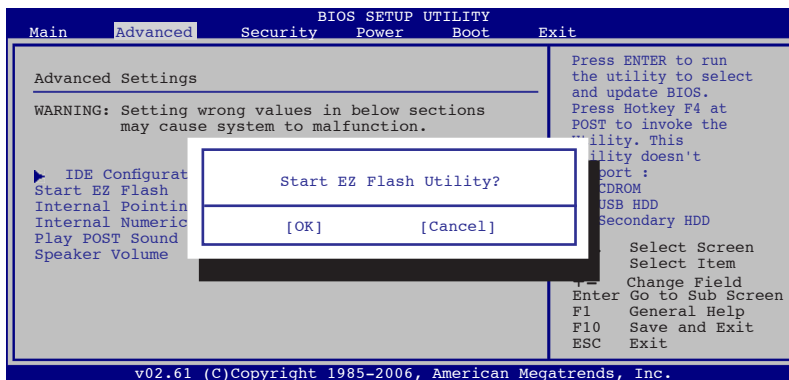 BIOS SETUP UTILITY
Main Advanced Security Power Boot Exit
Advanced Settings
WARNING: Setting wrong values in below sections
may cause system to malfunction.
IDE Configurat
Start EZ Flash
Internal Pointin
Internal Numeric
Play POST Sound
Speaker Volume
Start EZ Flash Utility?
[OK] [Cancel]
Press ENTER to run
the utility to select
and update BIOS.
Press Hotkey F4 at
POST to invoke the
tility. This
ility doesn't
port :
CDROM
USB HDD
Secondary HDD
Select Screen
Select Item
+- Change Field
Enter Go to Sub Screen
F1 General Help
F10 Save and Exit
ESC Exit
v02.61 (C)Copyright 1985-2006, American Megatrends, Inc.